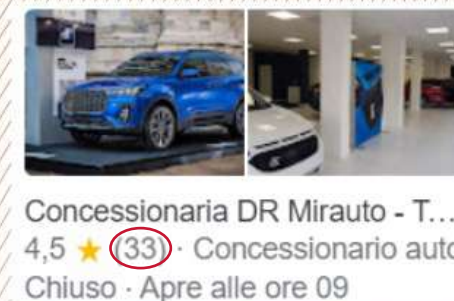 Concessionaria DR Mirauto - T...
4,5 ★ (33) · Concessionario auto
Chiuso · Apre alle ore 09